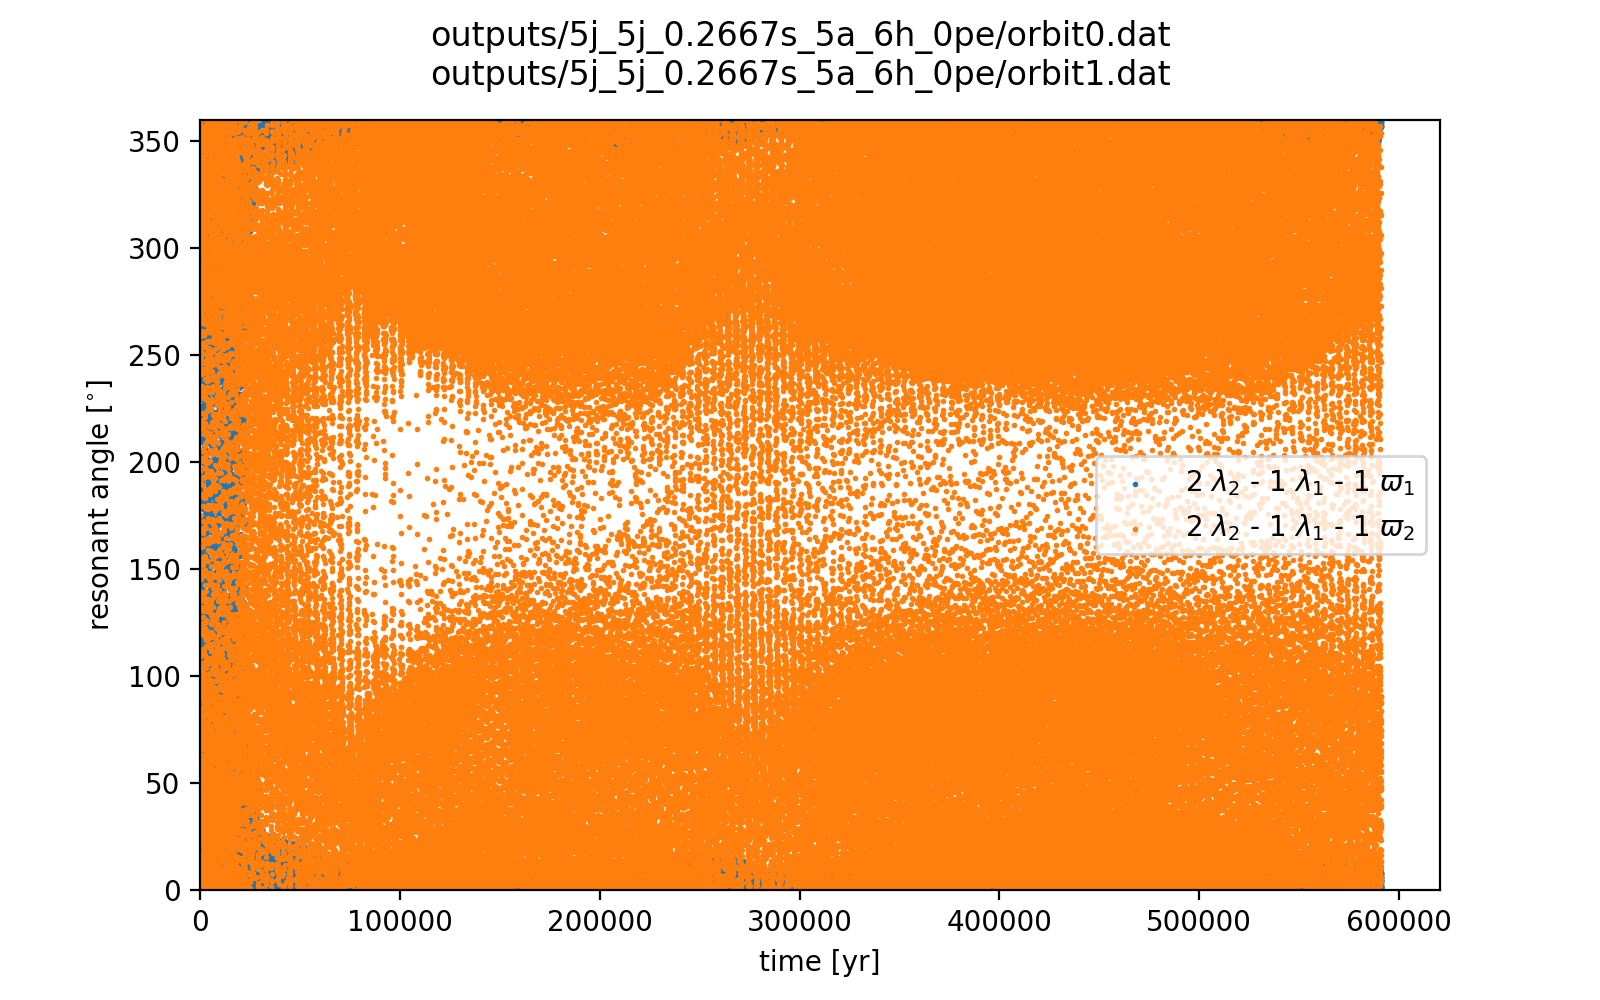 outputs/5j_5j_0.2667s_5a_6h_0pe/orbit0.dat
outputs/5j_5j_0.2667s_5a_6h_0pe/orbit1.dat
350
300
250
200
150
100
50
0
resonant angle [°]
2 λ₂ - 1 λ₁ - 1 ϖ₁
2 λ₂ - 1 λ₁ - 1 ϖ₂
0 100000 200000 300000 400000 500000 600000
time [yr]